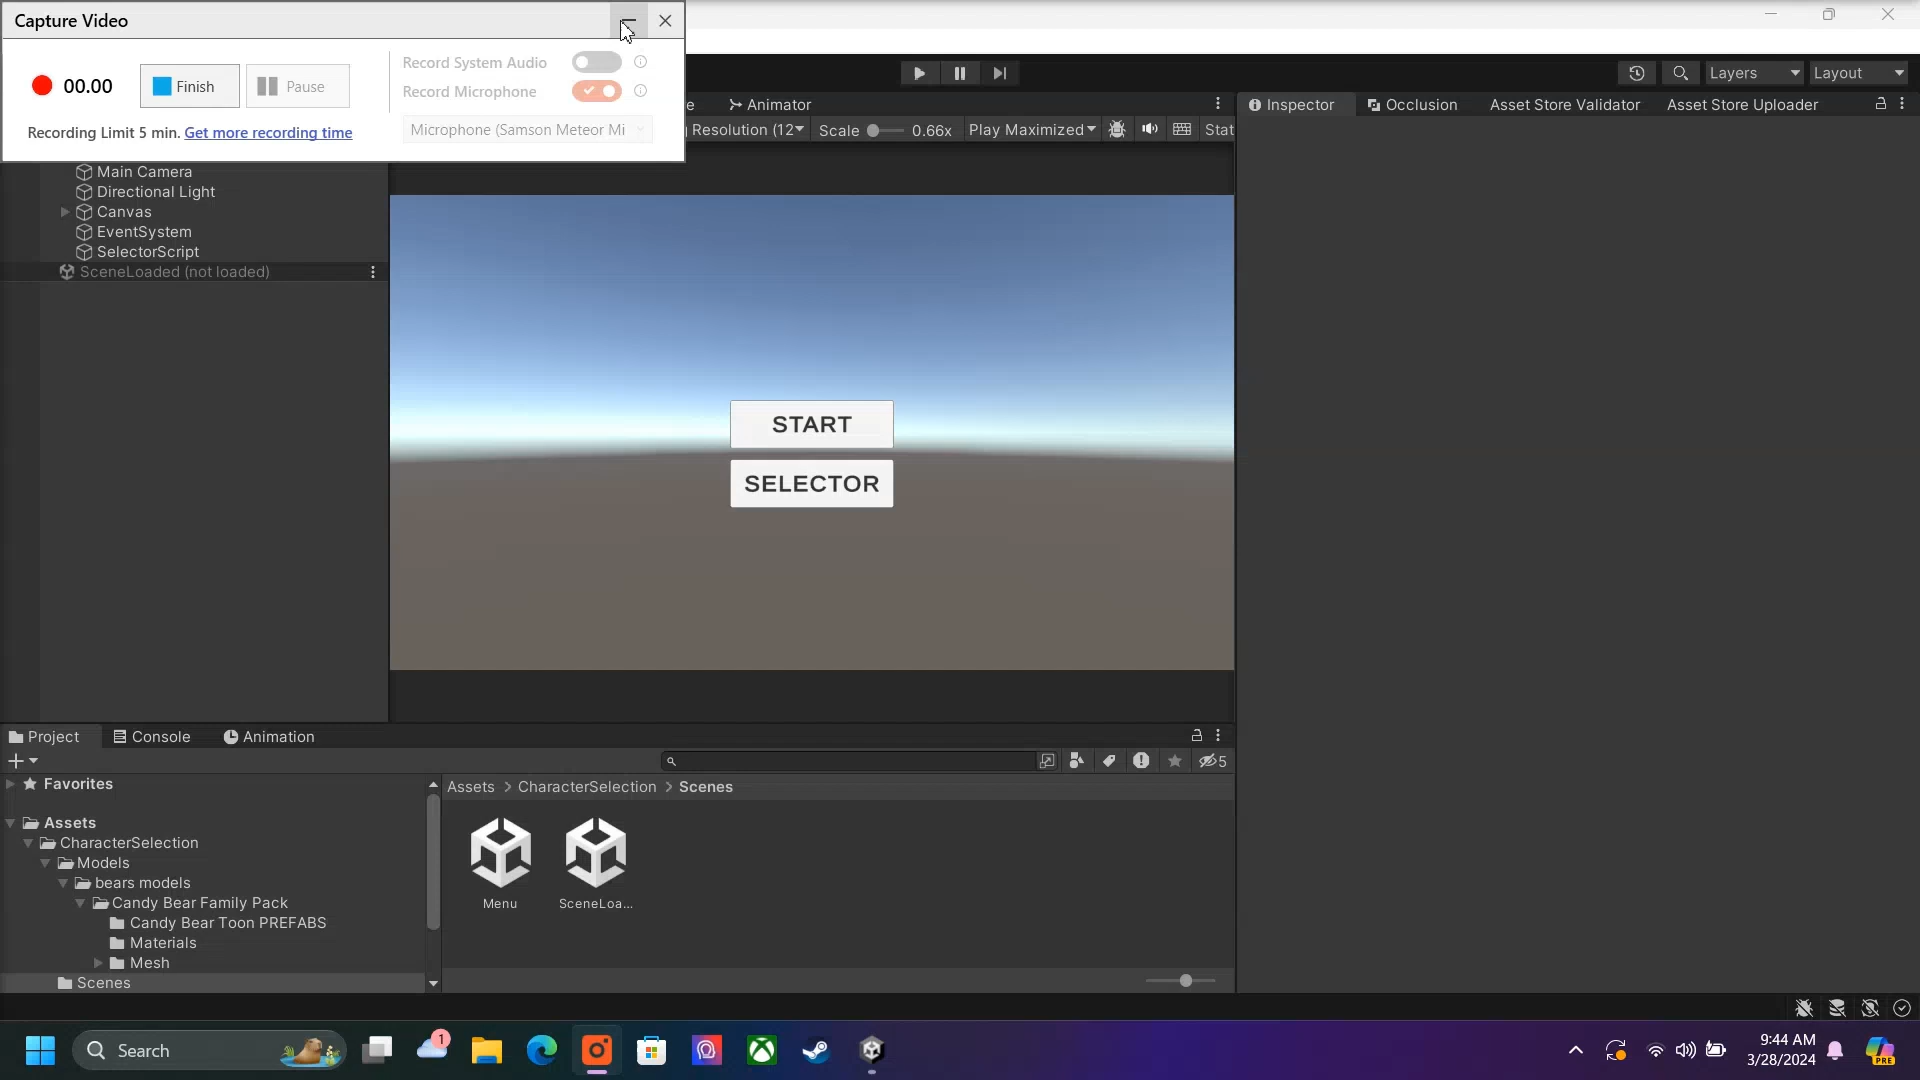 Capture Video
00.00
Finish
Pause
Record System Audio
Record Microphone
Microphone (Samson Meteor Mi
Recording Limit 5 min. Get more recording time
Layers
Layout
e
Animator
Inspector
Occlusion
Asset Store Validator
Asset Store Uploader
Resolution (12
Scale
0.66x
Play Maximized
Stat
Main Camera
Directional Light
Canvas
EventSystem
SelectorScript
SceneLoaded (not loaded)
START
SELECTOR
Project
Console
Animation
5
Favorites
Assets
CharacterSelection
Models
bears models
Candy Bear Family Pack
Candy Bear Toon PREFABS
Materials
Mesh
Scenes
Assets > CharacterSelection > Scenes
Menu
SceneLoa...
Search
1
9:44 AM
3/28/2024
PRE